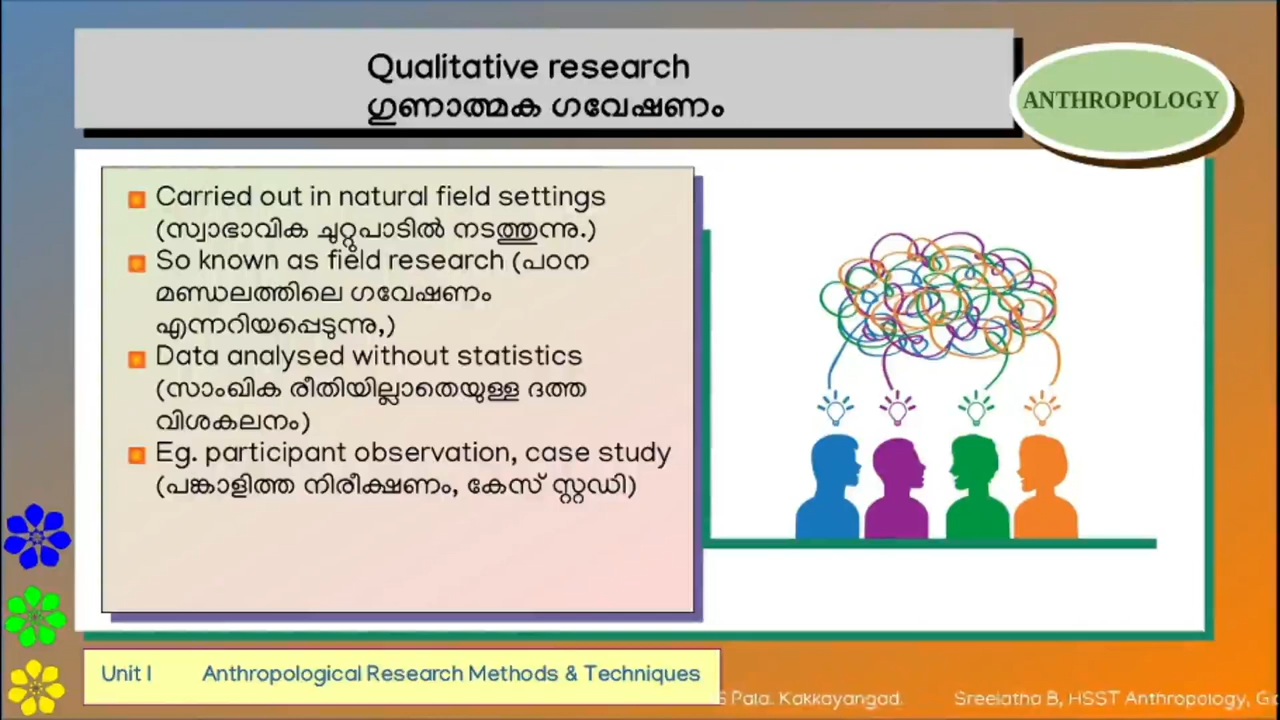 Qualitative research
ഗുണാത്മക ഗവേഷണം
ANTHROPOLOGY
Carried out in natural field settings
(സ്വാഭാവിക ചുറ്റുപാടിൽ നടത്തുന്നു.)
So known as field research (പഠന
മണ്ഡലത്തിലെ ഗവേഷണം
എന്നറിയപ്പെടുന്നു,)
Data analysed without statistics
(സാംഖിക രീതിയില്ലാതെയുള്ള ദത്ത
വിശകലനം)
Eg. participant observation, case study
(പങ്കാളിത്ത നിരീക്ഷണം, കേസ് സ്റ്റഡി)
Unit I Anthropological Research Methods & Techniques
S Pala. Kakkayangad. Sreelatha B, HSST Anthropology,